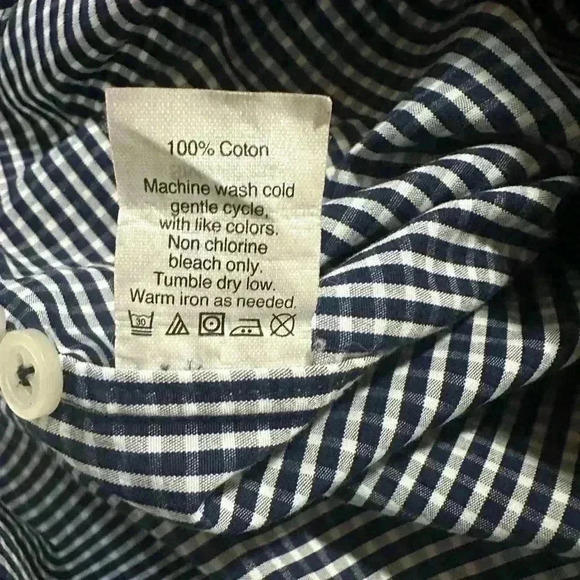 100% Coton
Machine wash cold
gentle cycle,
with like colors.
Non chlorine
bleach only.
Tumble dry low.
Warm iron as needed.
30